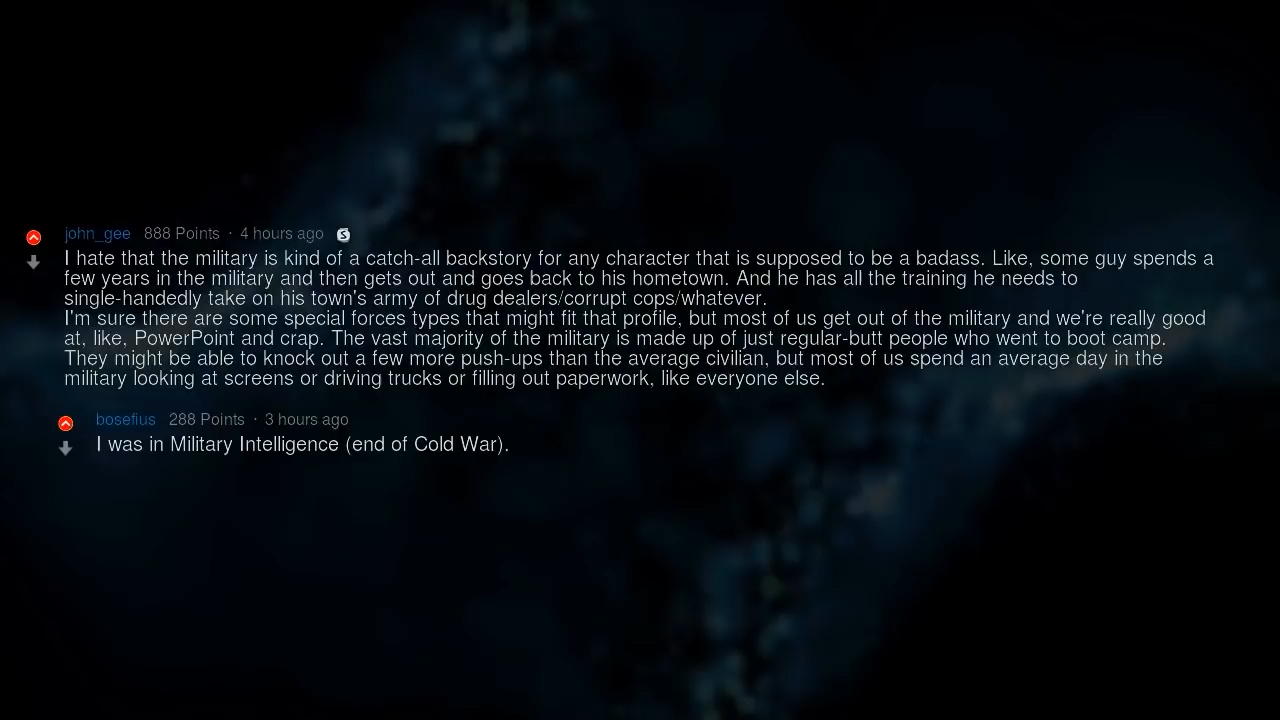 john_gee 888 Points · 4 hours ago S
I hate that the military is kind of a catch-all backstory for any character that is supposed to be a badass. Like, some guy spends a
few years in the military and then gets out and goes back to his hometown. And he has all the training he needs to
single-handedly take on his town's army of drug dealers/corrupt cops/whatever.
I'm sure there are some special forces types that might fit that profile, but most of us get out of the military and we're really good
at, like, PowerPoint and crap. The vast majority of the military is made up of just regular-butt people who went to boot camp.
They might be able to knock out a few more push-ups than the average civilian, but most of us spend an average day in the
military looking at screens or driving trucks or filling out paperwork, like everyone else.
bosefius 288 Points · 3 hours ago
I was in Military Intelligence (end of Cold War).